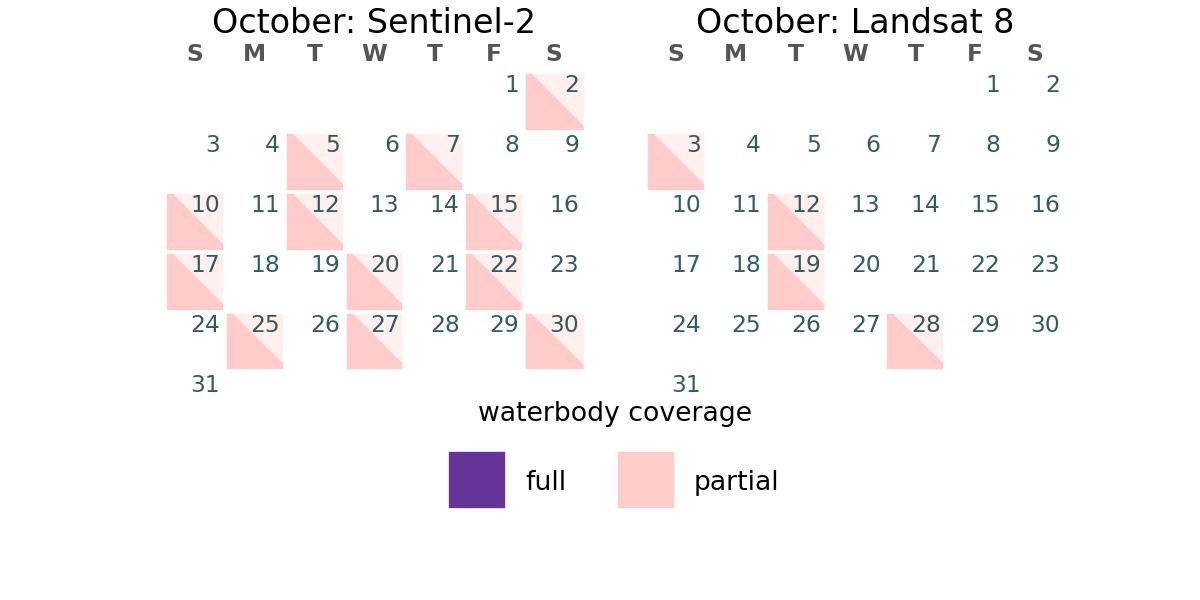 October: Sentinel-2
S M T W T F S
1 2
3 4 5 6 7 8 9
10 11 12 13 14 15 16
17 18 19 20 21 22 23
24 25 26 27 28 29 30
31
October: Landsat 8
S M T W T F S
1 2
3 4 5 6 7 8 9
10 11 12 13 14 15 16
17 18 19 20 21 22 23
24 25 26 27 28 29 30
31
waterbody coverage
full partial